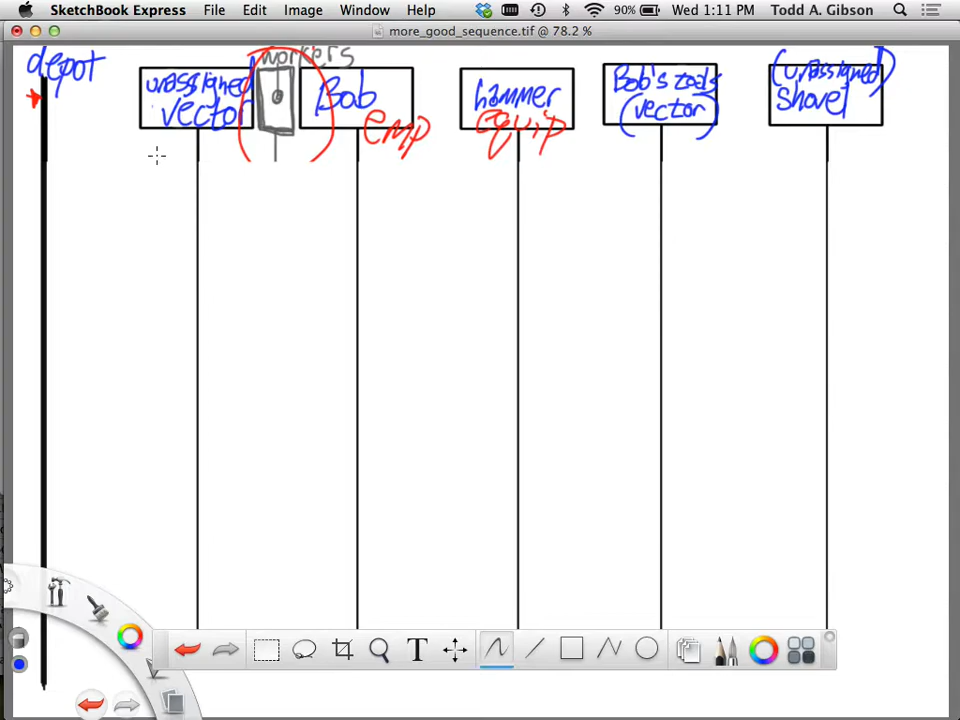 SketchBook Express File Edit Image Window Help 90% Wed 1:11 PM Todd A. Gibson
more_good_sequence.tif @ 78.2 %
depot
workers
unassigned
vector
Bob
emp
hammer
equip
Bob's tools
(vector)
(unassigned)
shovel
T